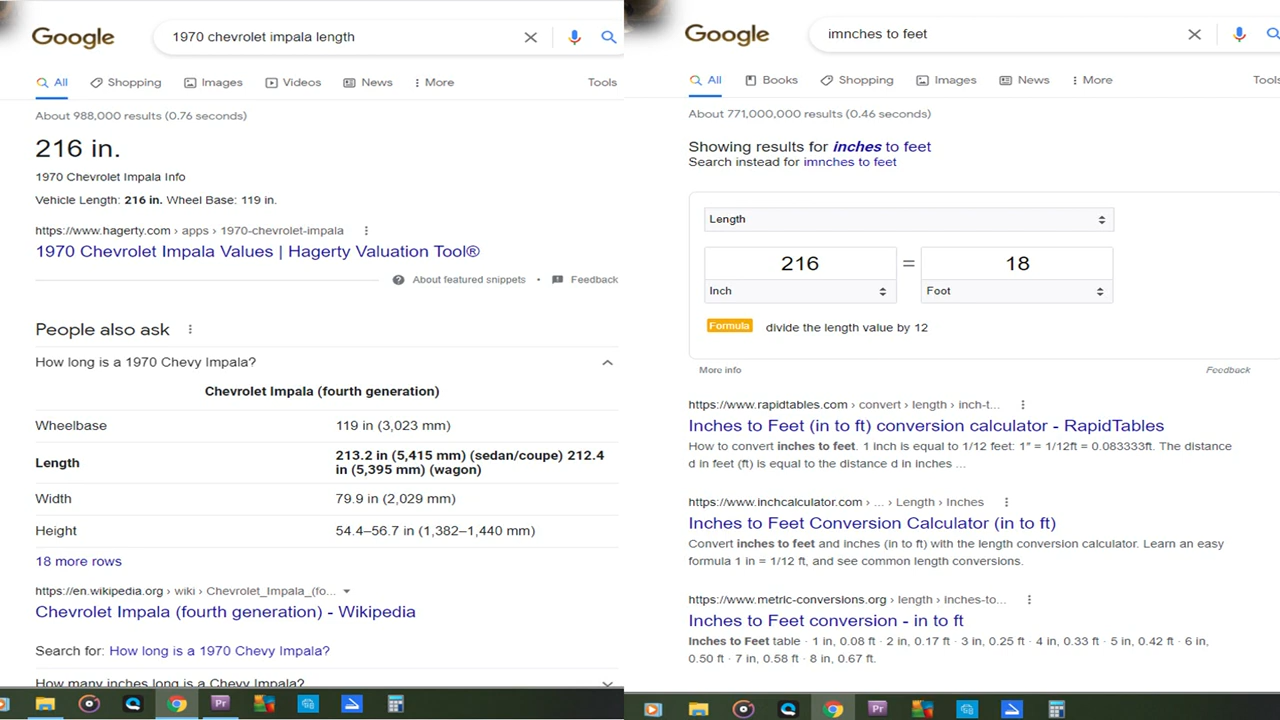 Google
1970 chevrolet impala length
All
Shopping
Images
Videos
News
More
Tools
About 988,000 results (0.76 seconds)
216 in.
1970 Chevrolet Impala Info
Vehicle Length: 216 in. Wheel Base: 119 in.
https://www.hagerty.com › apps › 1970-chevrolet-impala
1970 Chevrolet Impala Values | Hagerty Valuation Tool®
About featured snippets • Feedback
People also ask
How long is a 1970 Chevy Impala?
Chevrolet Impala (fourth generation)
Wheelbase 119 in (3,023 mm)
Length 213.2 in (5,415 mm) (sedan/coupe) 212.4
in (5,395 mm) (wagon)
Width 79.9 in (2,029 mm)
Height 54.4–56.7 in (1,382–1,440 mm)
18 more rows
https://en.wikipedia.org › wiki › Chevrolet_Impala_(fo...
Chevrolet Impala (fourth generation) - Wikipedia
Search for: How long is a 1970 Chevy Impala?
How many inches long is a Chevy Impala?
Pr
Google
imnches to feet
All
Books
Shopping
Images
News
More
Tools
About 771,000,000 results (0.46 seconds)
Showing results for inches to feet
Search instead for imnches to feet
Length
216 = 18
Inch Foot
Formula divide the length value by 12
More info Feedback
https://www.rapidtables.com › convert › length › inch-t...
Inches to Feet (in to ft) conversion calculator - RapidTables
How to convert inches to feet. 1 inch is equal to 1/12 feet: 1″ = 1/12ft = 0.083333ft. The distance
d in feet (ft) is equal to the distance d in inches ...
https://www.inchcalculator.com › ... › Length › Inches
Inches to Feet Conversion Calculator (in to ft)
Convert inches to feet and inches (in to ft) with the length conversion calculator. Learn an easy
formula 1 in = 1/12 ft, and see common length conversions.
https://www.metric-conversions.org › length › inches-to...
Inches to Feet conversion - in to ft
Inches to Feet table · 1 in, 0.08 ft · 2 in, 0.17 ft · 3 in, 0.25 ft · 4 in, 0.33 ft · 5 in, 0.42 ft · 6 in,
0.50 ft · 7 in, 0.58 ft · 8 in, 0.67 ft.
Pr